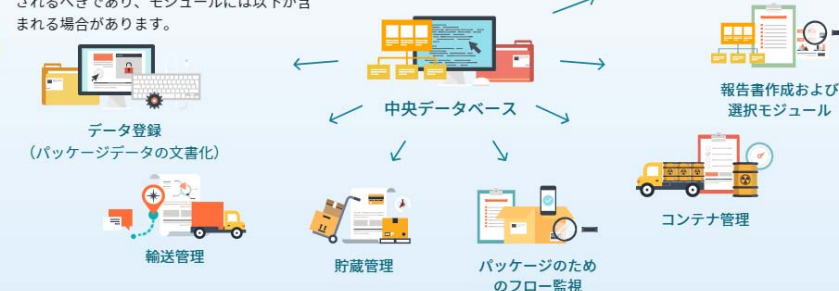 されるべきであり、モジュールには以下が含
まれる場合があります。
中央データベース
報告書作成および
選択モジュール
データ登録
（パッケージデータの文書化）
コンテナ管理
輸送管理
貯蔵管理
パッケージのため
のフロー監視